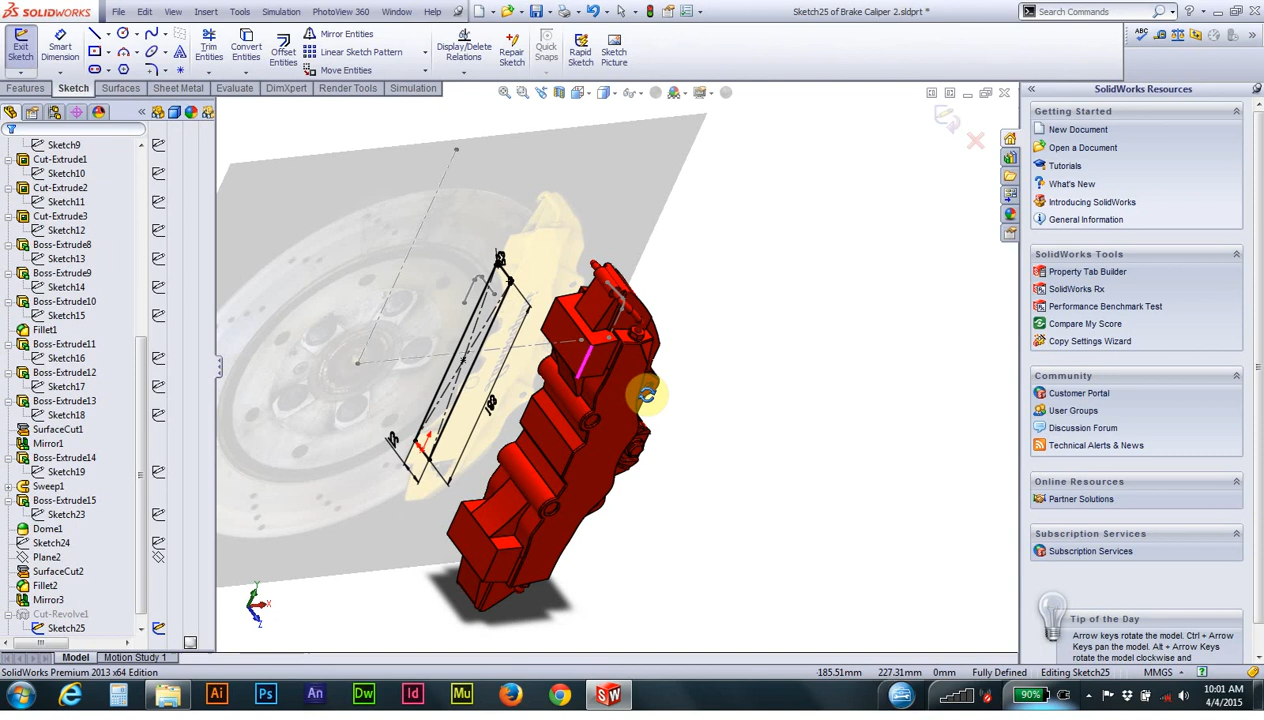 SOLIDWORKS
File Edit View Insert Tools Simulation PhotoView 360 Window Help
Sketch25 of Brake Caliper 2.sldprt *
Search Commands
Exit Sketch
Smart Dimension
Trim Entities
Convert Entities
Offset Entities
Mirror Entities
Linear Sketch Pattern
Move Entities
Display/Delete Relations
Repair Sketch
Quick Snaps
Rapid Sketch
Sketch Picture
Features Sketch Surfaces Sheet Metal Evaluate DimXpert Render Tools Simulation
Sketch9
Cut-Extrude1
Sketch10
Cut-Extrude2
Sketch11
Cut-Extrude3
Sketch12
Boss-Extrude8
Sketch13
Boss-Extrude9
Sketch14
Boss-Extrude10
Sketch15
Fillet1
Boss-Extrude11
Sketch16
Boss-Extrude12
Sketch17
Boss-Extrude13
Sketch18
SurfaceCut1
Mirror1
Sketch19
Sweep1
Boss-Extrude15
Sketch23
Dome1
Sketch24
Plane2
SurfaceCut2
Fillet2
Mirror3
Cut-Revolve1
Sketch25
Y
X
Z
SolidWorks Resources
Getting Started
New Document
Open a Document
Tutorials
What's New
Introducing SolidWorks
General Information
SolidWorks Tools
Property Tab Builder
SolidWorks Rx
Performance Benchmark Test
Compare My Score
Copy Settings Wizard
Community
Customer Portal
User Groups
Discussion Forum
Technical Alerts & News
Online Resources
Partner Solutions
Subscription Services
Subscription Services
Tip of the Day
Arrow keys rotate the model. Ctrl + Arrow
Keys pan the model. Alt + Arrow Keys
rotate the model clockwise and
Model Motion Study 1
SolidWorks Premium 2013 x64 Edition
-185.51mm 227.31mm 0mm Fully Defined Editing Sketch25 MMGS
Ai Ps An Dw Id Mu SW
90%
10:01 AM
4/4/2015